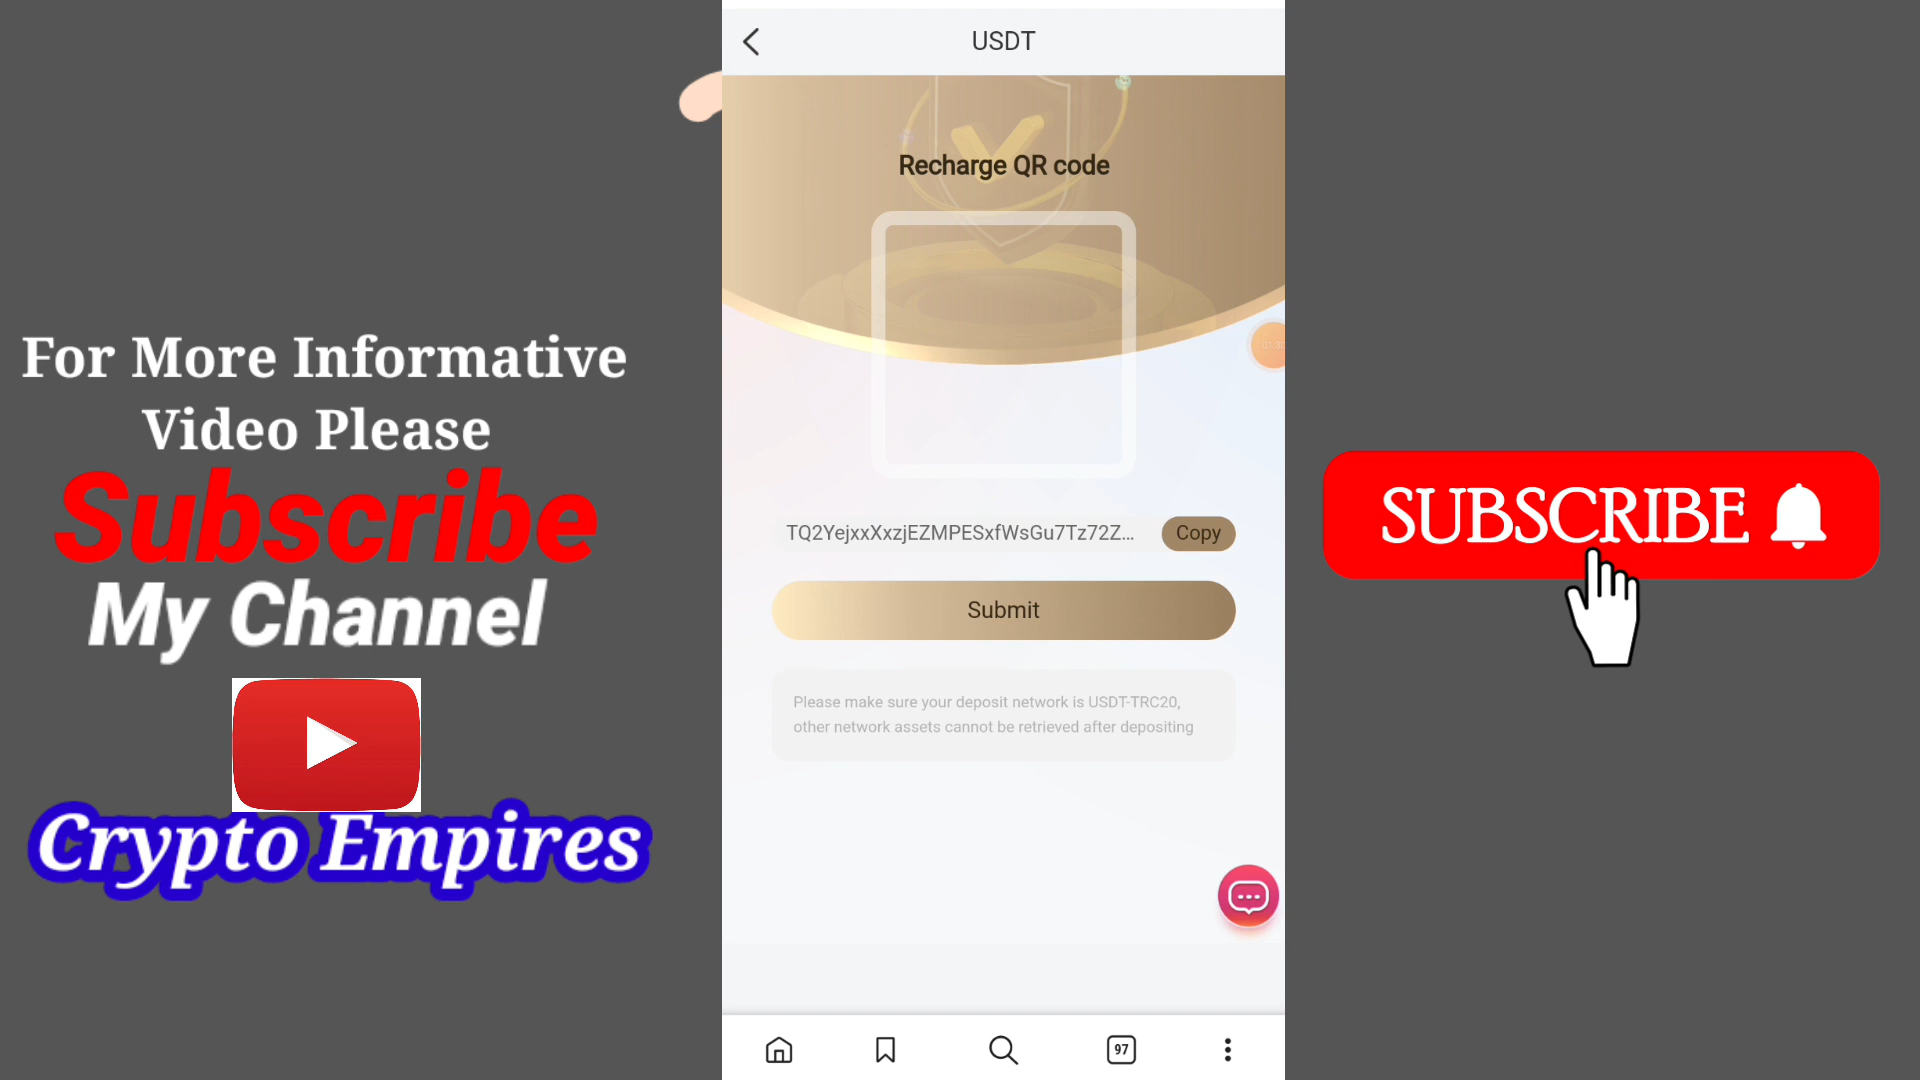 For More Informative
Video Please
Subscribe
My Channel
Crypto Empires
USDT
Recharge QR code
TQ2YejxxXxzjEZMPESxfWsGu7Tz72Z...
Copy
Submit
Please make sure your deposit network is USDT-TRC20,
other network assets cannot be retrieved after depositing
97
SUBSCRIBE